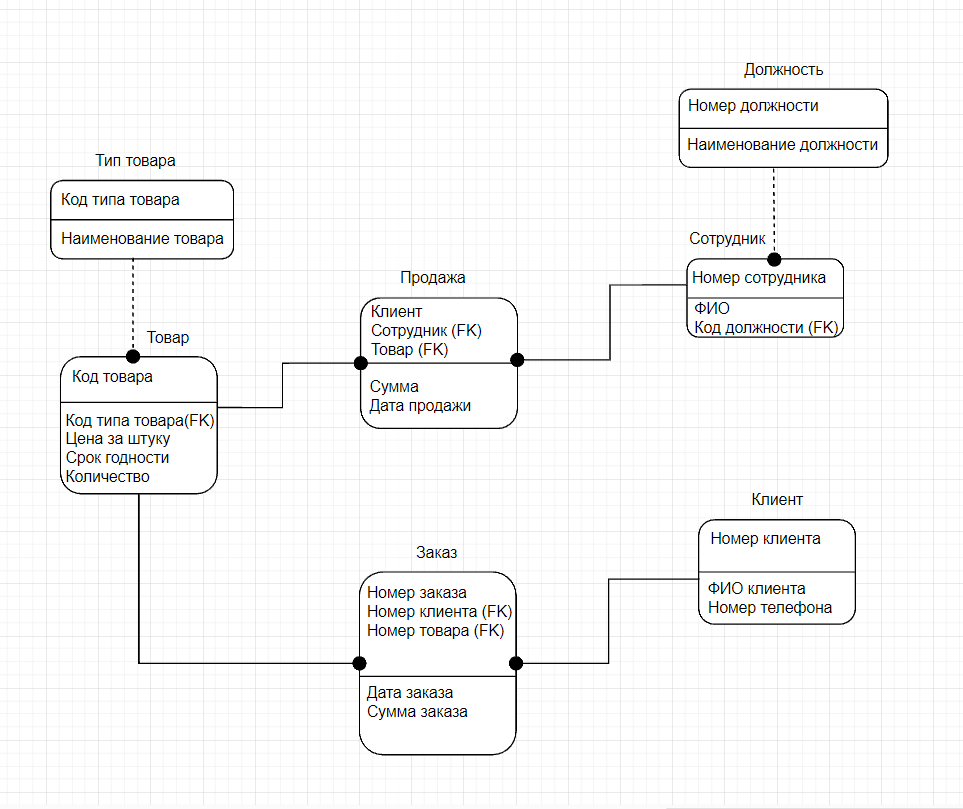 Должность
Номер должности
Наименование должности
Тип товара
Код типа товара
Наименование товара
Сотрудник
Номер сотрудника
ФИО
Код должности (FK)
Продажа
Клиент
Сотрудник (FK)
Товар (FK)
Сумма
Дата продажи
Товар
Код товара
Код типа товара(FK)
Цена за штуку
Срок годности
Количество
Клиент
Номер клиента
ФИО клиента
Номер телефона
Заказ
Номер заказа
Номер клиента (FK)
Номер товара (FK)
Дата заказа
Сумма заказа